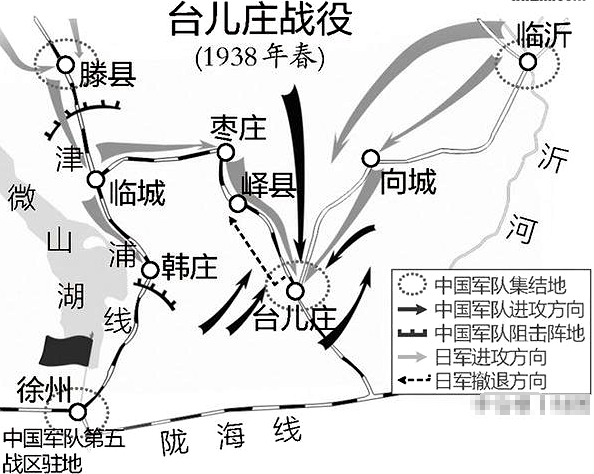 台儿庄战役
(1938年春)
临沂
滕县
枣庄
津
临城
峄县
向城
沂
微
山
浦
韩庄
河
湖
台儿庄
线
徐州
中国军队第五
战区驻地
陇海线
中国军队集结地
中国军队进攻方向
中国军队阻击阵地
日军进攻方向
日军撤退方向